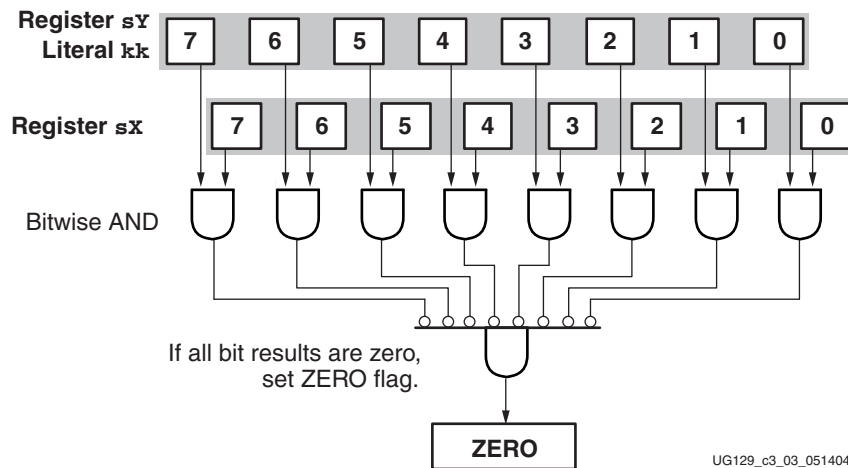 Register sY
Literal kk
7 6 5 4 3 2 1 0
Register sX
7 6 5 4 3 2 1 0
Bitwise AND
If all bit results are zero,
set ZERO flag.
ZERO
UG129_c3_03_051404